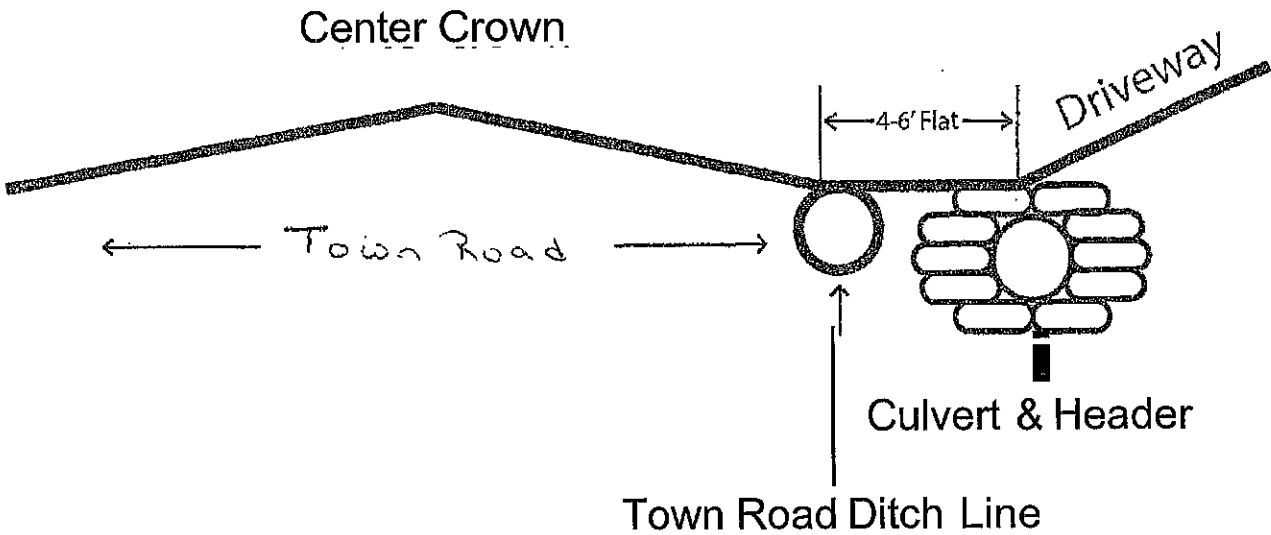 Center Crown
Driveway
4-6' Flat
Town Road
Culvert & Header
Town Road Ditch Line